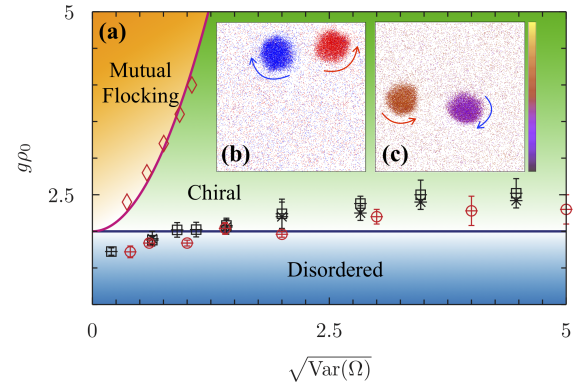 5
(a)
Mutual
Flocking
(b)
(c)
gρ₀
2.5
Chiral
Disordered
0
2.5
5
√Var(Ω)